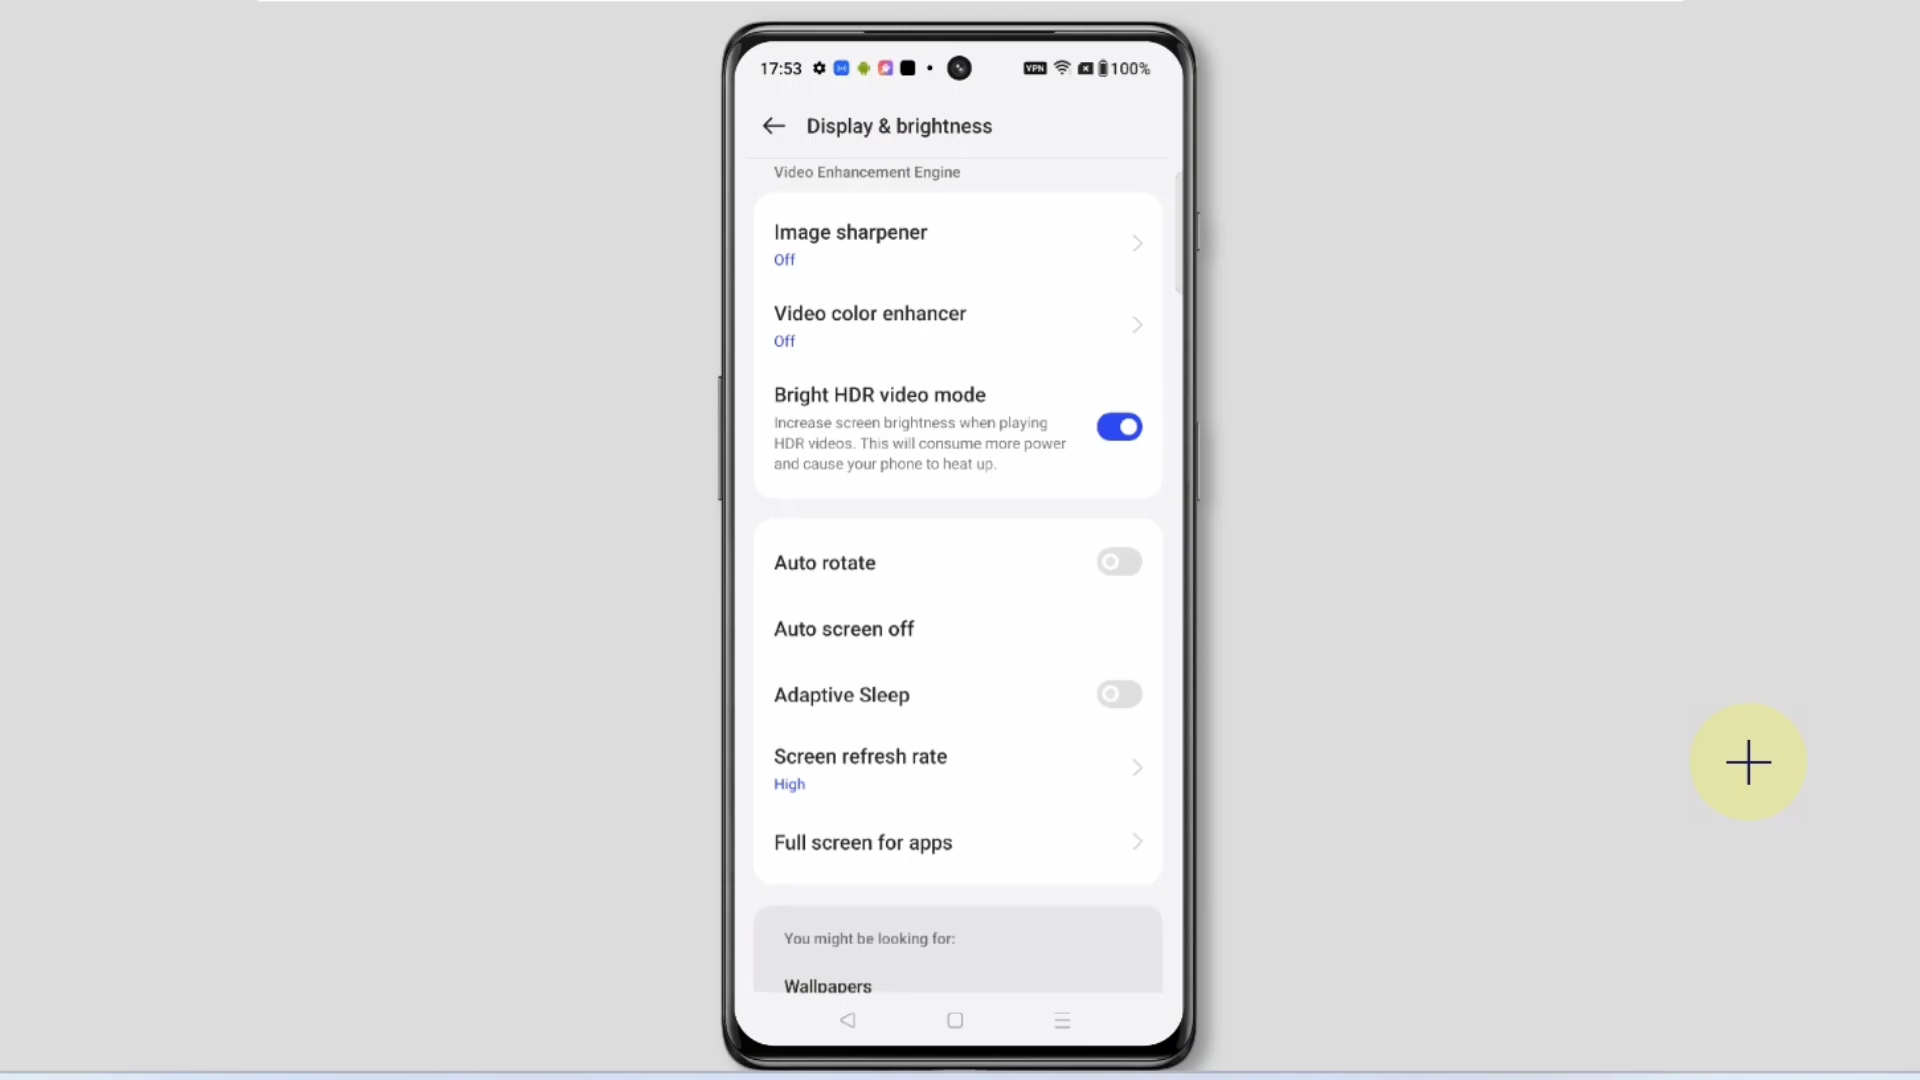 17:53 VPN 100%
Display & brightness
Video Enhancement Engine
Image sharpener
Off
Video color enhancer
Off
Bright HDR video mode
Increase screen brightness when playing
HDR videos. This will consume more power
and cause your phone to heat up.
Auto rotate
Auto screen off
Adaptive Sleep
Screen refresh rate
High
Full screen for apps
You might be looking for:
Wallpapers